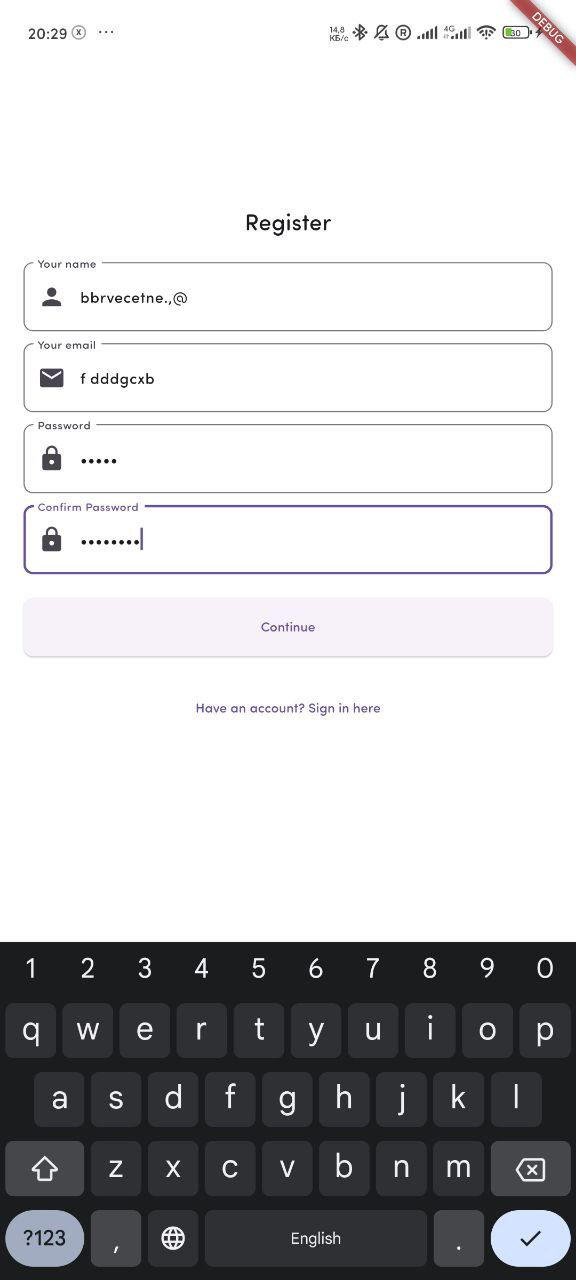 20:29
14,8
КБ/с
R
4G
30
DEBUG
Register
Your name
bbrvecetne.,@
Your email
f dddgcxb
Password
•••••
Confirm Password
••••••••
Continue
Have an account? Sign in here
1 2 3 4 5 6 7 8 9 0
q w e r t y u i o p
a s d f g h j k l
z x c v b n m
?123 , English .